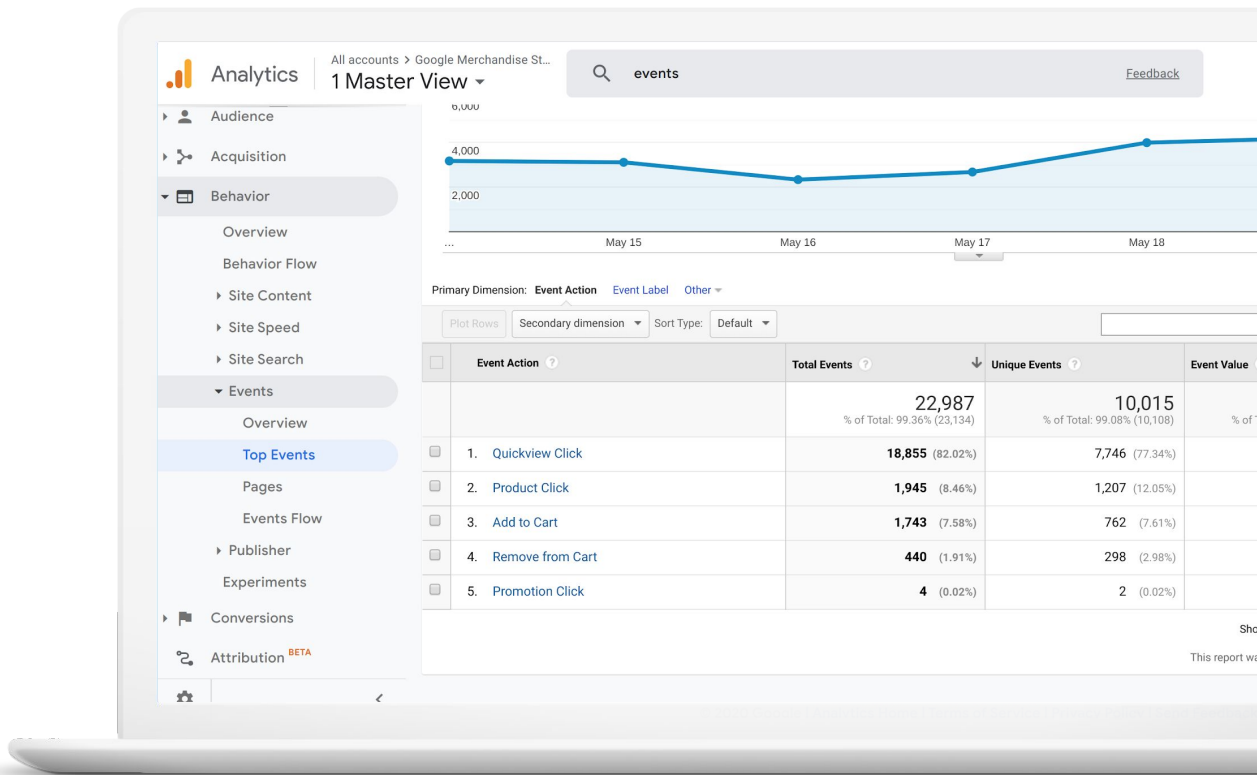 All accounts > Google Merchandise St...
Analytics
1 Master View
events
Feedback
Audience
Acquisition
Behavior
Overview
Behavior Flow
Site Content
Site Speed
Site Search
Events
Overview
Top Events
Pages
Events Flow
Publisher
Experiments
Conversions
Attribution BETA
6,000
4,000
2,000
... May 15 May 16 May 17 May 18
Primary Dimension: Event Action Event Label Other
Plot Rows Secondary dimension Sort Type: Default
Event Action ? Total Events ? Unique Events ? Event Value
22,987 10,015
% of Total: 99.36% (23,134) % of Total: 99.08% (10,108) % of
1. Quickview Click 18,855 (82.02%) 7,746 (77.34%)
2. Product Click 1,945 (8.46%) 1,207 (12.05%)
3. Add to Cart 1,743 (7.58%) 762 (7.61%)
4. Remove from Cart 440 (1.91%) 298 (2.98%)
5. Promotion Click 4 (0.02%) 2 (0.02%)
Sho
This report wa